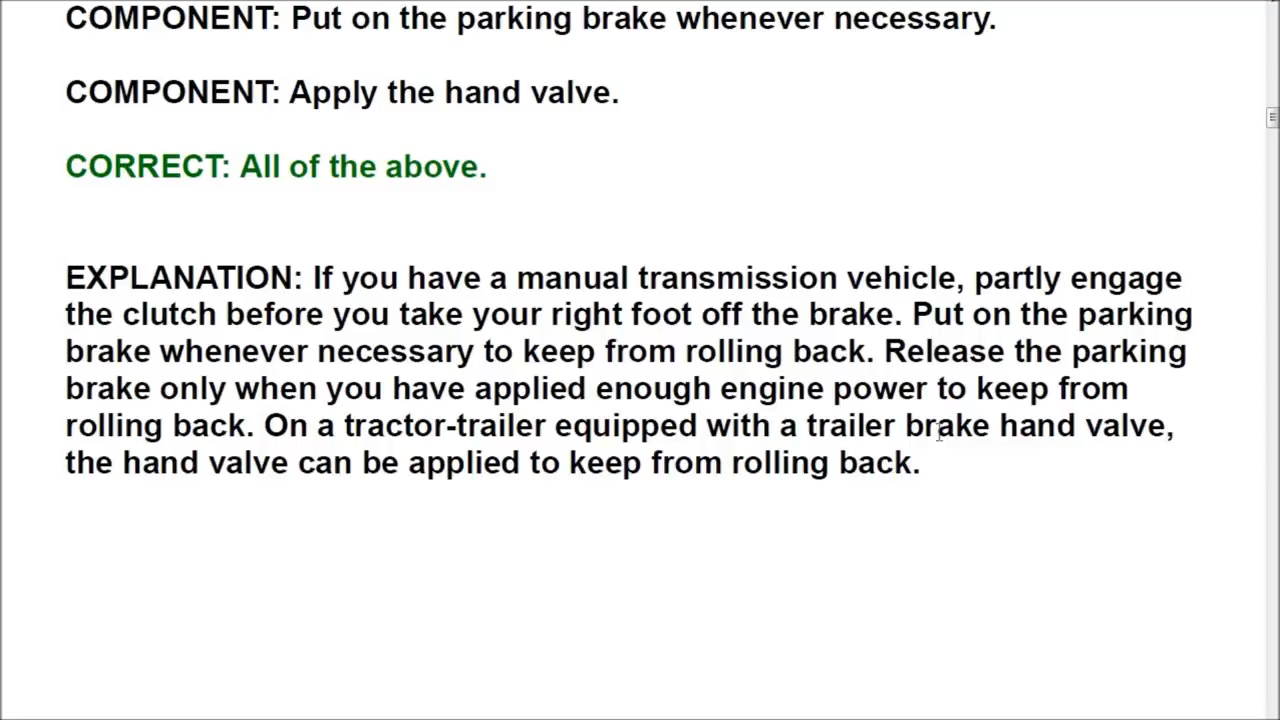 COMPONENT: Put on the parking brake whenever necessary.
COMPONENT: Apply the hand valve.
CORRECT: All of the above.
EXPLANATION: If you have a manual transmission vehicle, partly engage
the clutch before you take your right foot off the brake. Put on the parking
brake whenever necessary to keep from rolling back. Release the parking
brake only when you have applied enough engine power to keep from
rolling back. On a tractor-trailer equipped with a trailer brake hand valve,
the hand valve can be applied to keep from rolling back.